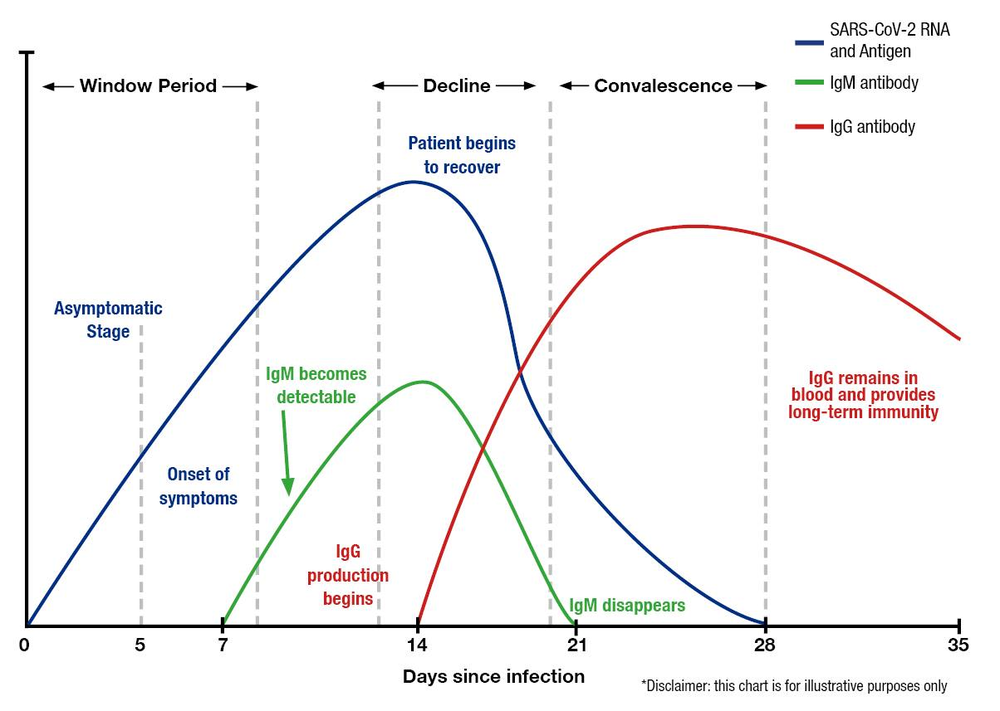 SARS-CoV-2 RNA
and Antigen
IgM antibody
IgG antibody
Window Period
Decline
Convalescence
Patient begins
to recover
Asymptomatic
Stage
IgM becomes
detectable
Onset of
symptoms
IgG
production
begins
IgG remains in
blood and provides
long-term immunity
IgM disappears
0 5 7 14 21 28 35
Days since infection
*Disclaimer: this chart is for illustrative purposes only